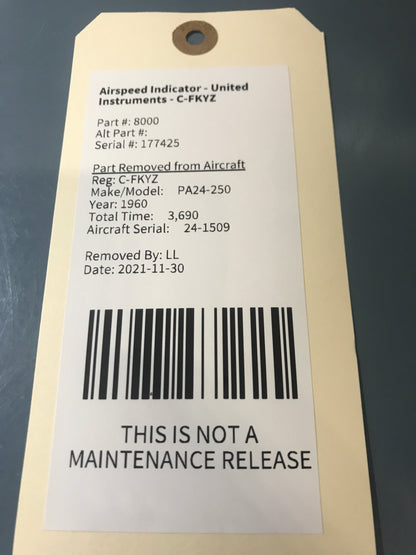 Airspeed Indicator - United
Instruments - C-FKYZ
Part #: 8000
Alt Part#:
Serial #: 177425
Part Removed from Aircraft
Reg: C-FKYZ
Make/Model: PA24-250
Year: 1960
Total Time: 3,690
Aircraft Serial: 24-1509
Removed By: LL
Date: 2021-11-30
THIS IS NOT A
MAINTENANCE RELEASE